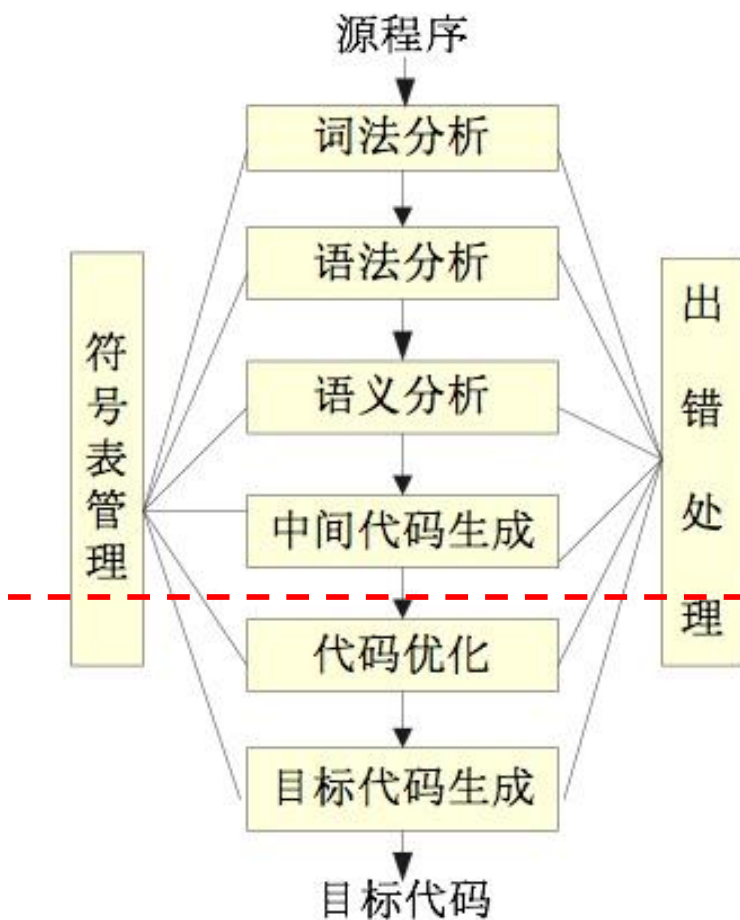 源程序
词法分析
语法分析
语义分析
中间代码生成
代码优化
目标代码生成
目标代码
符号表管理
出错处理